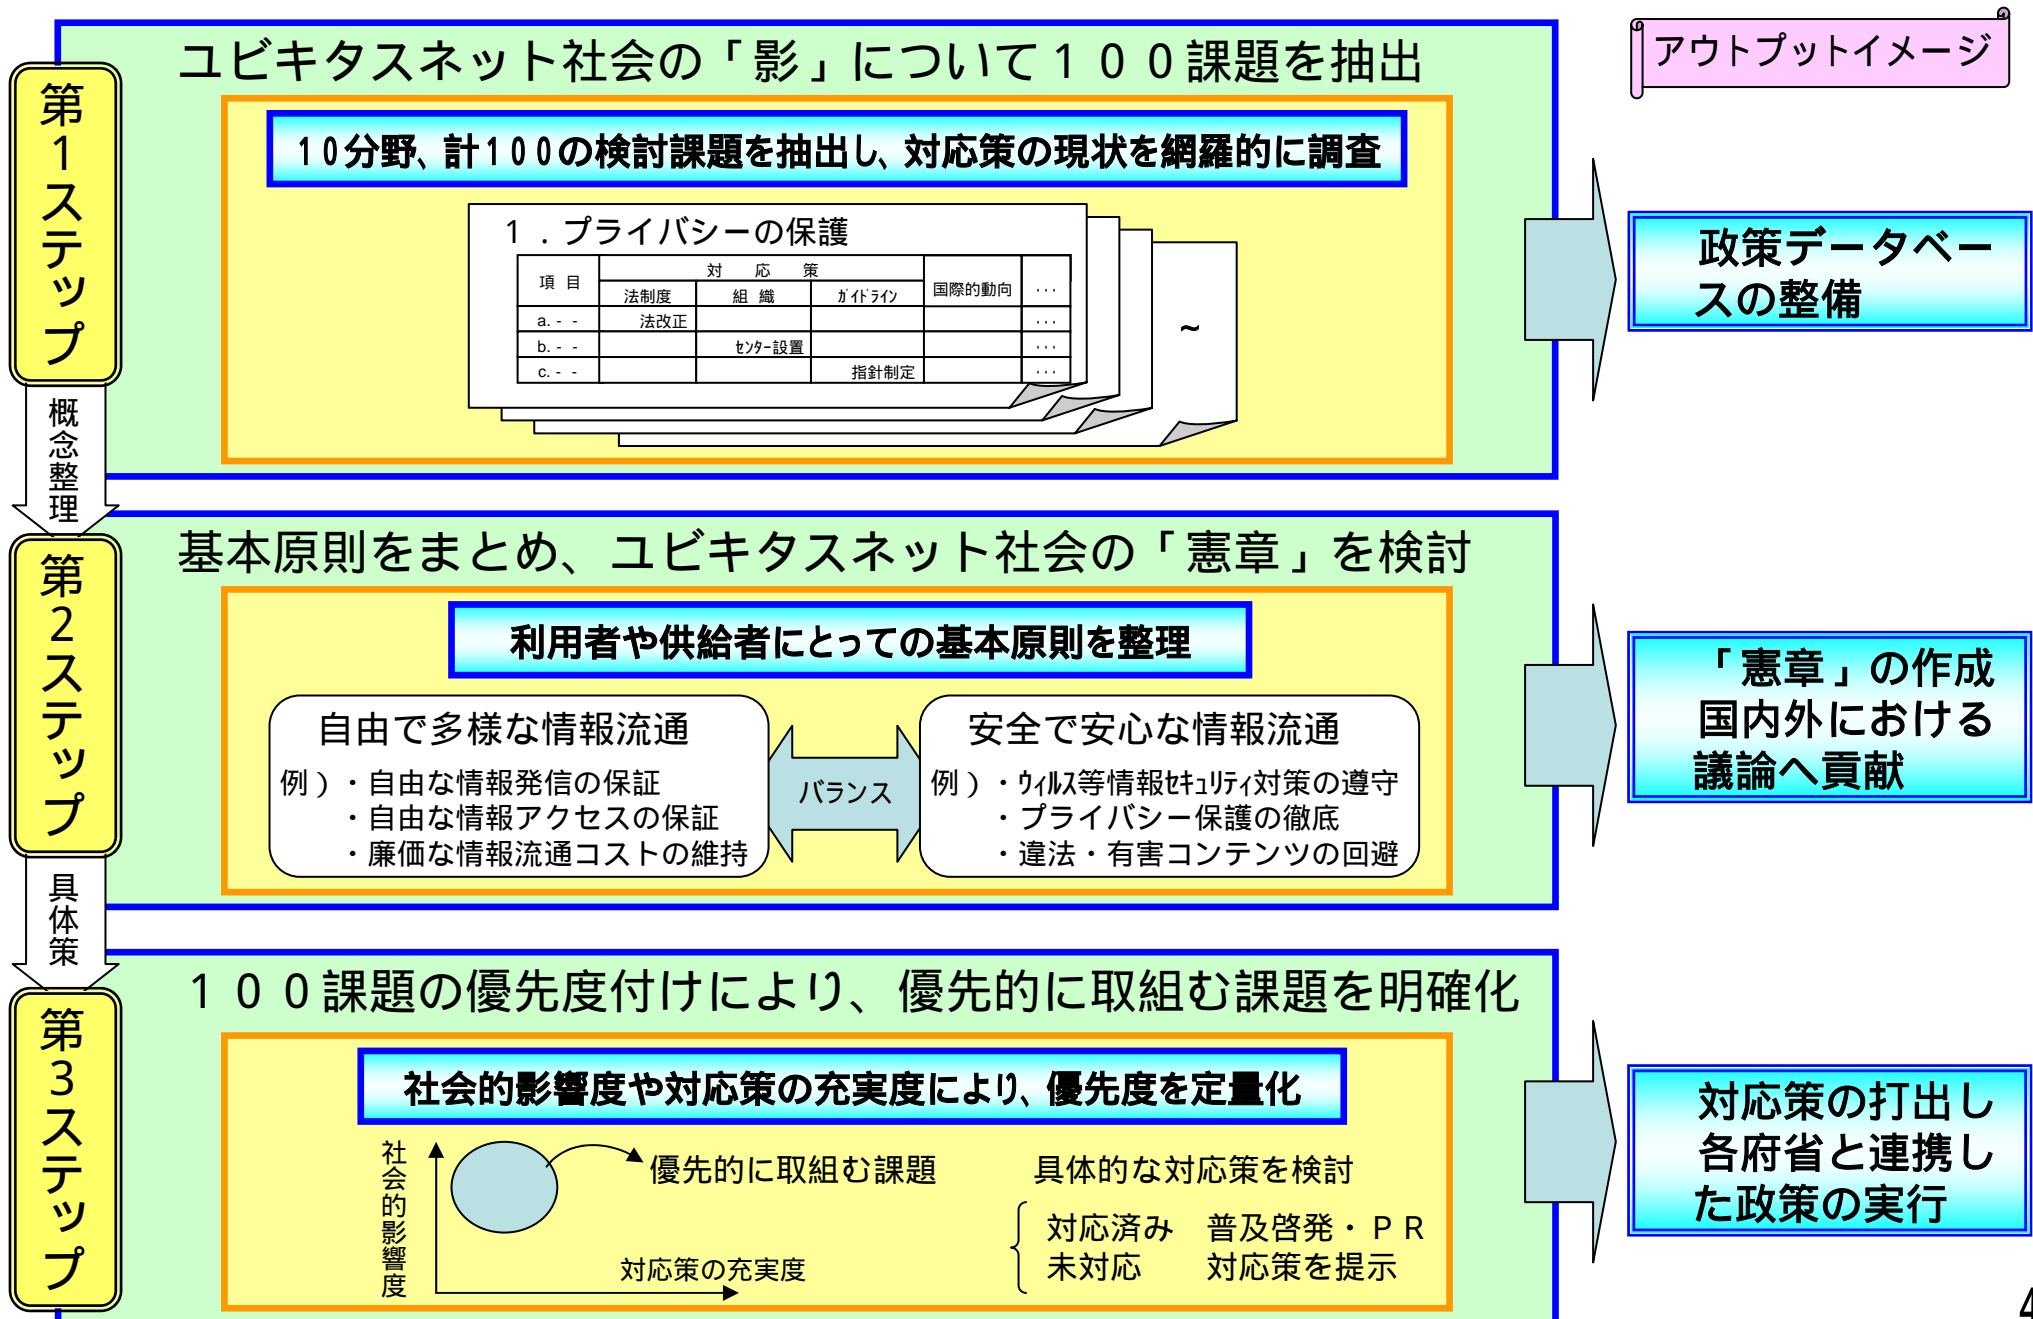 アウトプットイメージ
第1ステップ
ユビキタスネット社会の「影」について１００課題を抽出
10分野、計100の検討課題を抽出し、対応策の現状を網羅的に調査
１．プライバシーの保護
項 目 対 応 策 国際的動向 ...
法制度 組 織 ｶﾞｲﾄﾞﾗｲﾝ
a. - - 法改正 ...
b. - - ｾﾝﾀｰ設置 ...
c. - - 指針制定 ...
~
政策データベー
スの整備
概念整理
第2ステップ
基本原則をまとめ、ユビキタスネット社会の「憲章」を検討
利用者や供給者にとっての基本原則を整理
自由で多様な情報流通
例）・自由な情報発信の保証
・自由な情報アクセスの保証
・廉価な情報流通コストの維持
バランス
安全で安心な情報流通
例）・ｳｨﾙｽ等情報ｾｷｭﾘﾃｨ対策の遵守
・プライバシー保護の徹底
・違法・有害コンテンツの回避
「憲章」の作成
国内外における
議論へ貢献
具体策
第3ステップ
１００課題の優先度付けにより、優先的に取組む課題を明確化
社会的影響度や対応策の充実度により、優先度を定量化
社会的影響度
優先的に取組む課題
対応策の充実度
具体的な対応策を検討
対応済み 普及啓発・ＰＲ
未対応 対応策を提示
対応策の打出し
各府省と連携し
た政策の実行
4